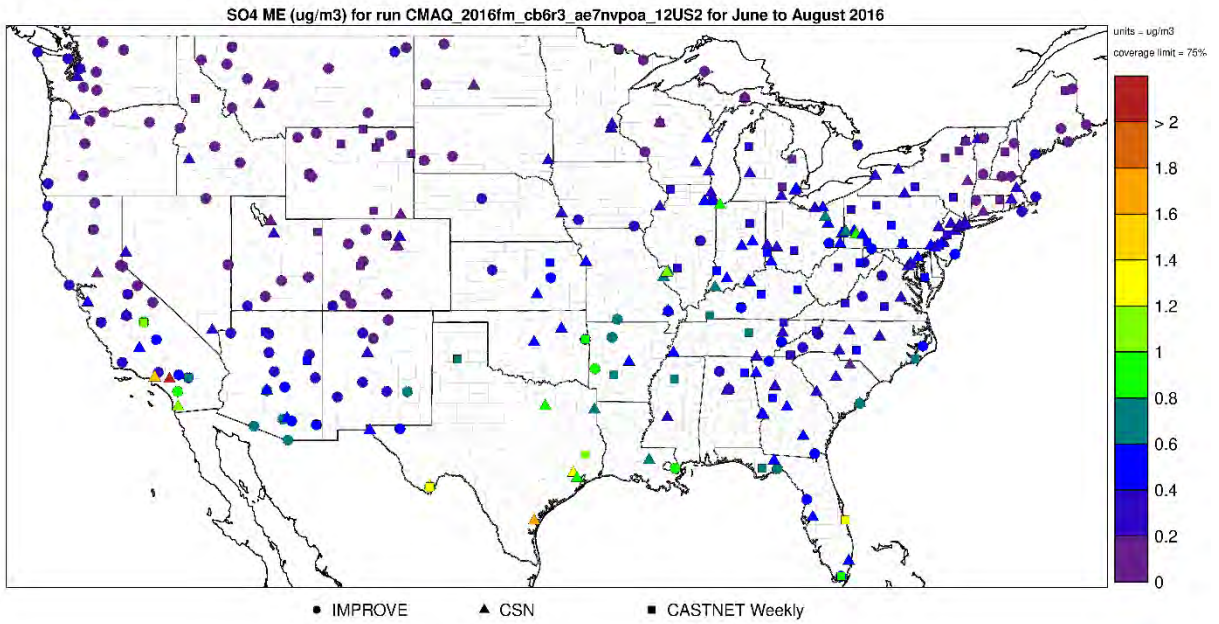 SO4 ME (ug/m3) for run CMAQ_2016fm_cb6r3_ae7nvpoa_12US2 for June to August 2016
units = ug/m3
coverage limit = 75%
> 2
1.8
1.6
1.4
1.2
1
0.8
0.6
0.4
0.2
0
IMPROVE
CSN
CASTNET Weekly